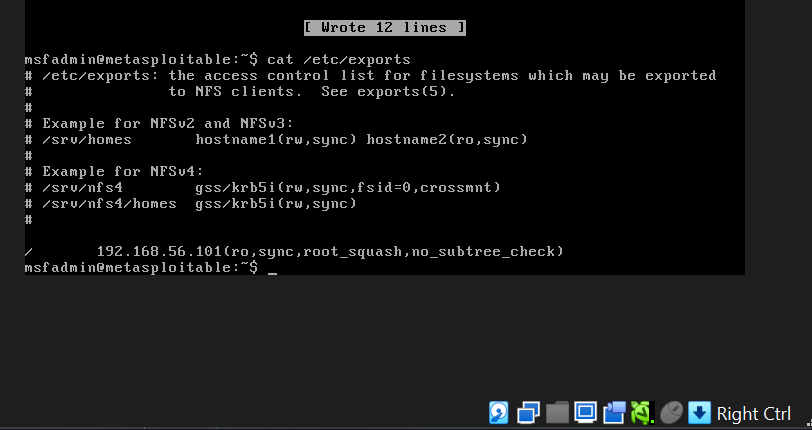 [ Wrote 12 lines ]
msfadmin@metasploitable:~$ cat /etc/exports
# /etc/exports: the access control list for filesystems which may be exported
#               to NFS clients.  See exports(5).
#
# Example for NFSv2 and NFSv3:
# /srv/homes       hostname1(rw,sync) hostname2(ro,sync)
#
# Example for NFSv4:
# /srv/nfs4        gss/krb5i(rw,sync,fsid=0,crossmnt)
# /srv/nfs4/homes  gss/krb5i(rw,sync)
#
/       192.168.56.101(ro,sync,root_squash,no_subtree_check)
msfadmin@metasploitable:~$ _
Right Ctrl